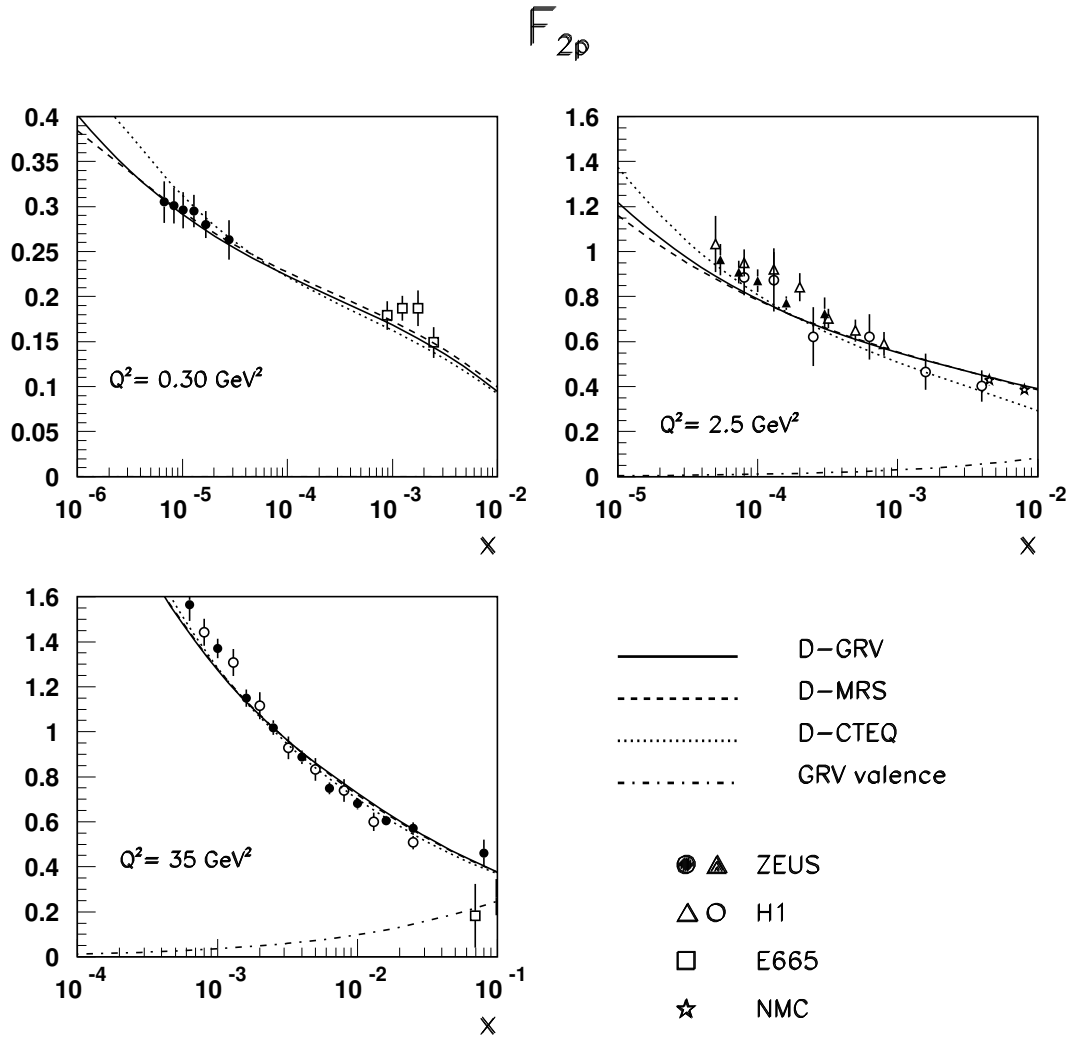 F₂ₚ
0.4
0.35
0.3
0.25
0.2
0.15
0.1
0.05
0
Q²= 0.30 GeV²
10⁻⁶ 10⁻⁵ 10⁻⁴ 10⁻³ 10⁻²
X
1.6
1.4
1.2
1
0.8
0.6
0.4
0.2
0
Q²= 2.5 GeV²
10⁻⁵ 10⁻⁴ 10⁻³ 10⁻²
X
1.6
1.4
1.2
1
0.8
0.6
0.4
0.2
0
Q²= 35 GeV²
10⁻⁴ 10⁻³ 10⁻² 10⁻¹
X
D-GRV
D-MRS
D-CTEQ
GRV valence
ZEUS
H1
E665
NMC